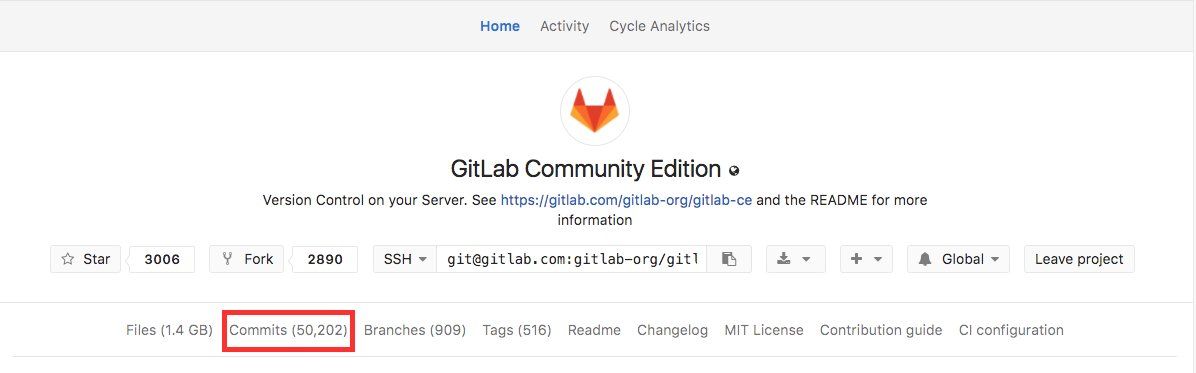 Home Activity Cycle Analytics
GitLab Community Edition
Version Control on your Server. See https://gitlab.com/gitlab-org/gitlab-ce and the README for more
information
Star 3006 Fork 2890 SSH git@gitlab.com:gitlab-org/gitl Global Leave project
Files (1.4 GB) Commits (50,202) Branches (909) Tags (516) Readme Changelog MIT License Contribution guide CI configuration